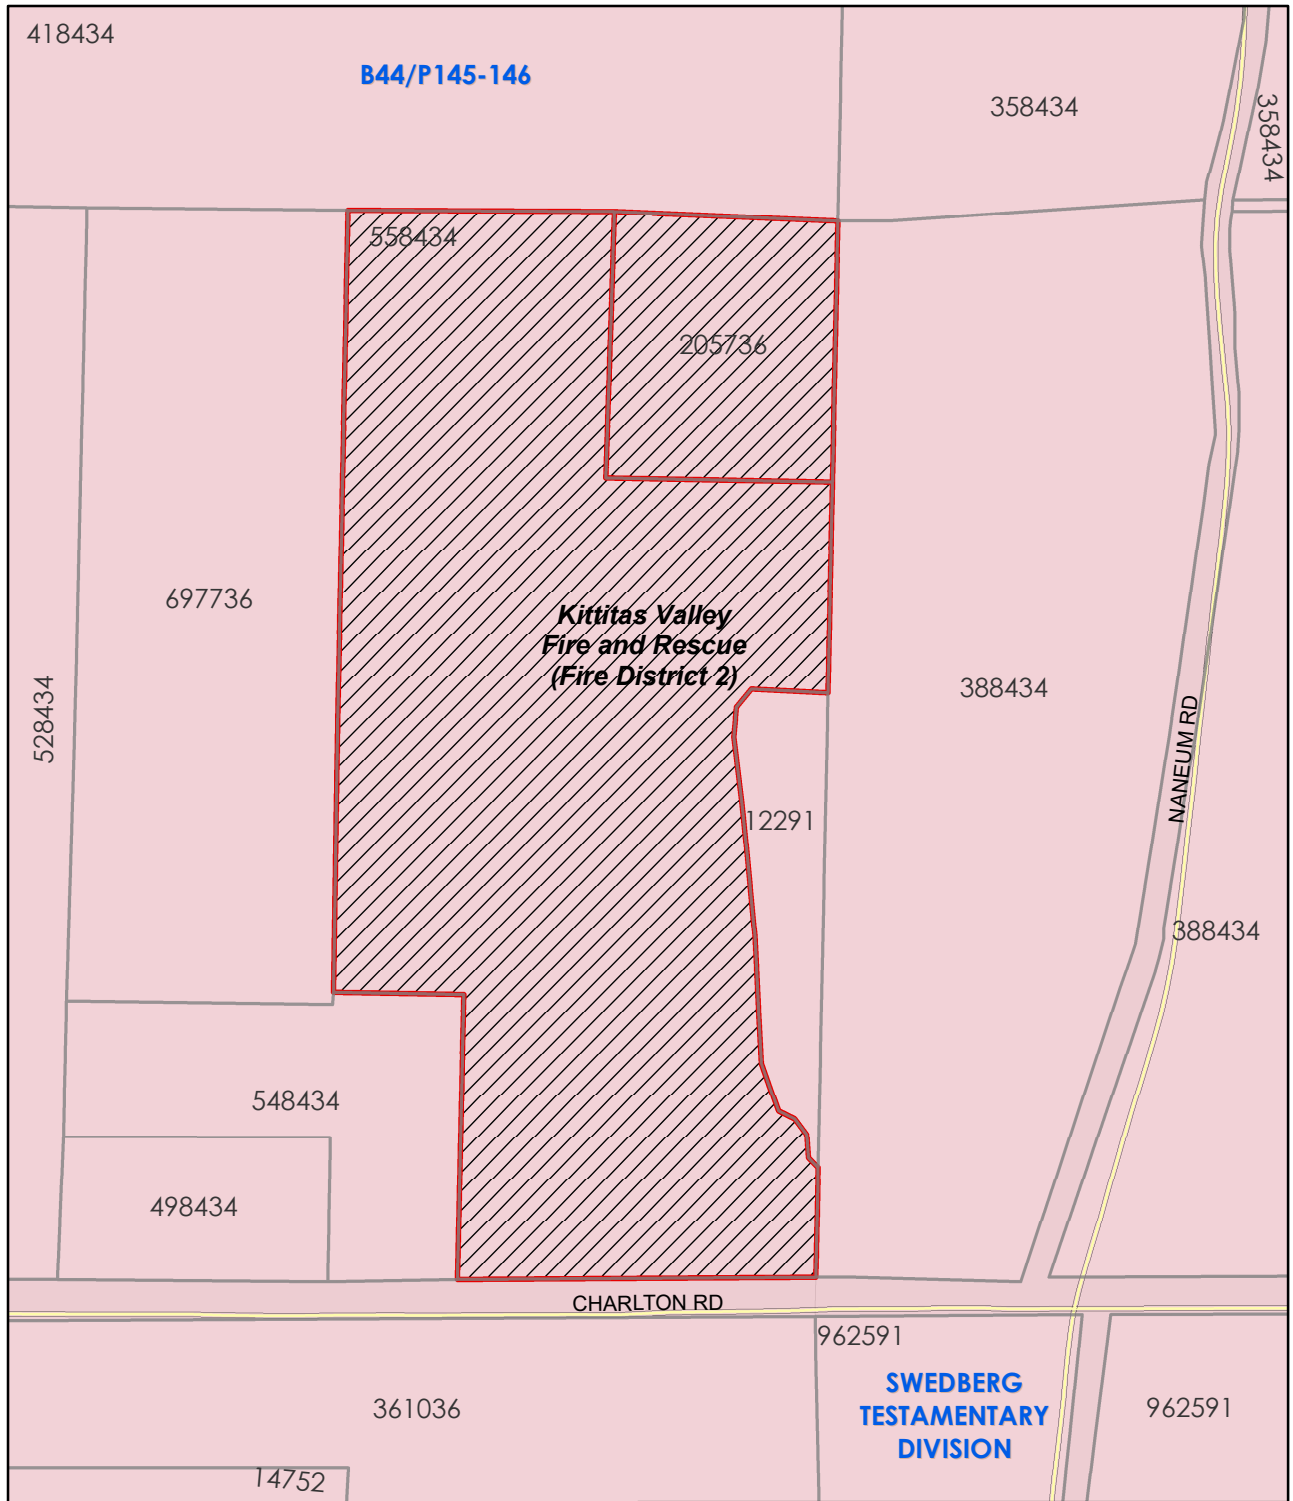 418434
B44/P145-146
358434
358434
558434
205736
697736
Kittitas Valley
Fire and Rescue
(Fire District 2)
528434
388434
NANEUM RD
12291
388434
548434
498434
CHARLTON RD
962591
SWEDBERG
TESTAMENTARY
DIVISION
361036
962591
14752